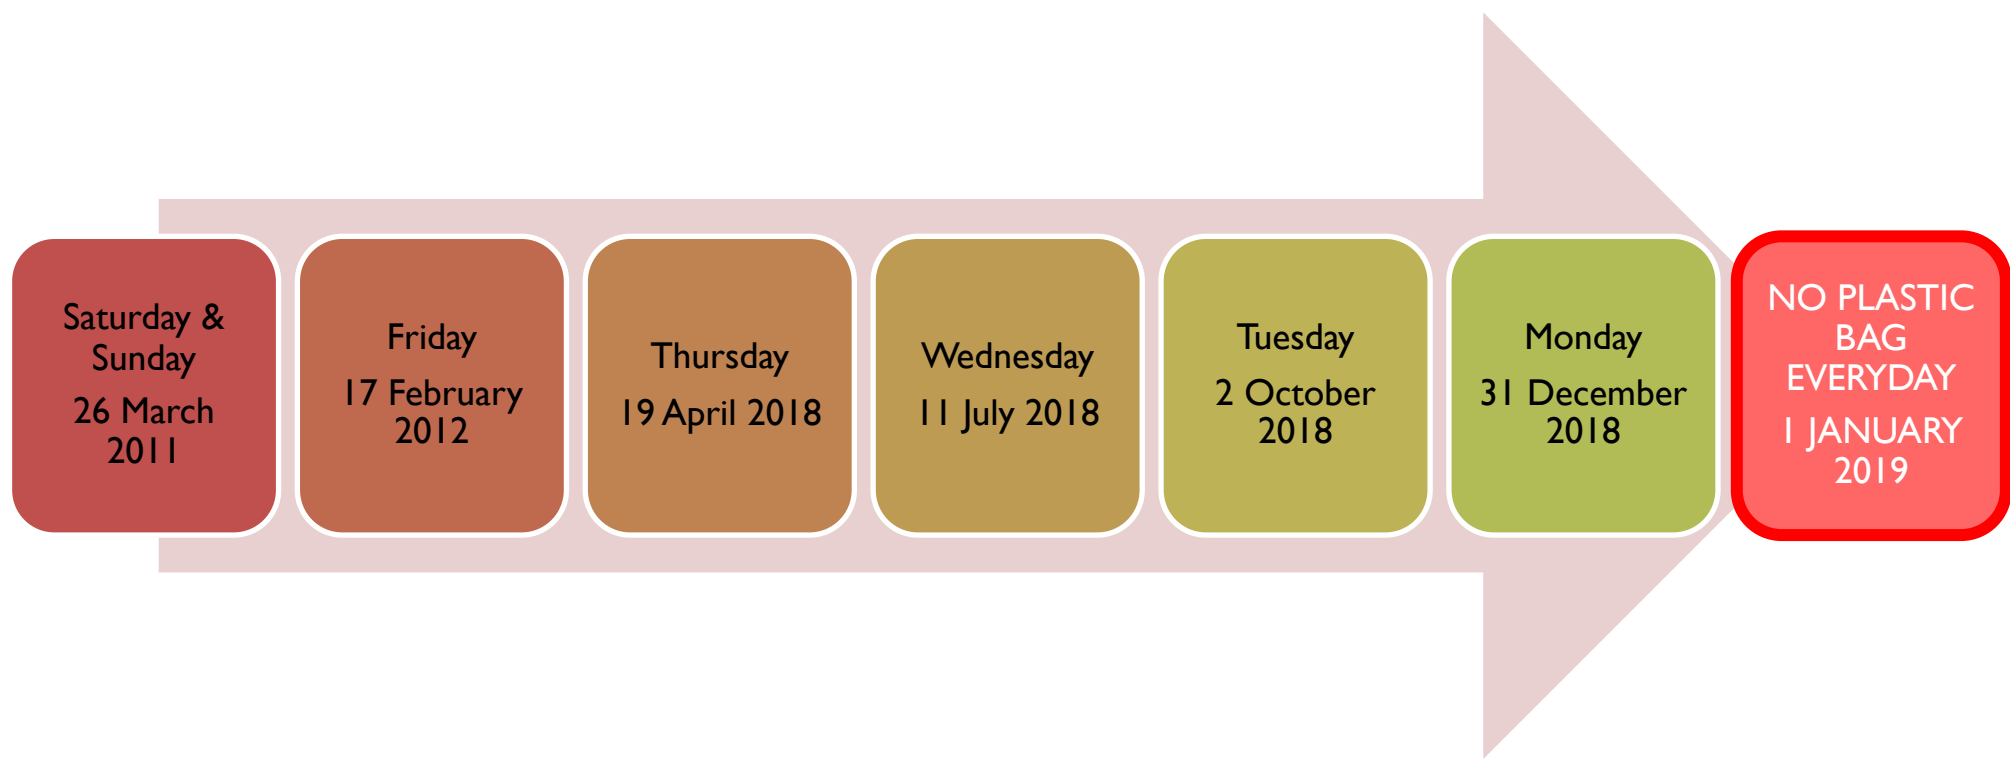 Saturday &
Sunday
26 March
2011
Friday
17 February
2012
Thursday
19 April 2018
Wednesday
11 July 2018
Tuesday
2 October
2018
Monday
31 December
2018
NO PLASTIC
BAG
EVERYDAY
1 JANUARY
2019